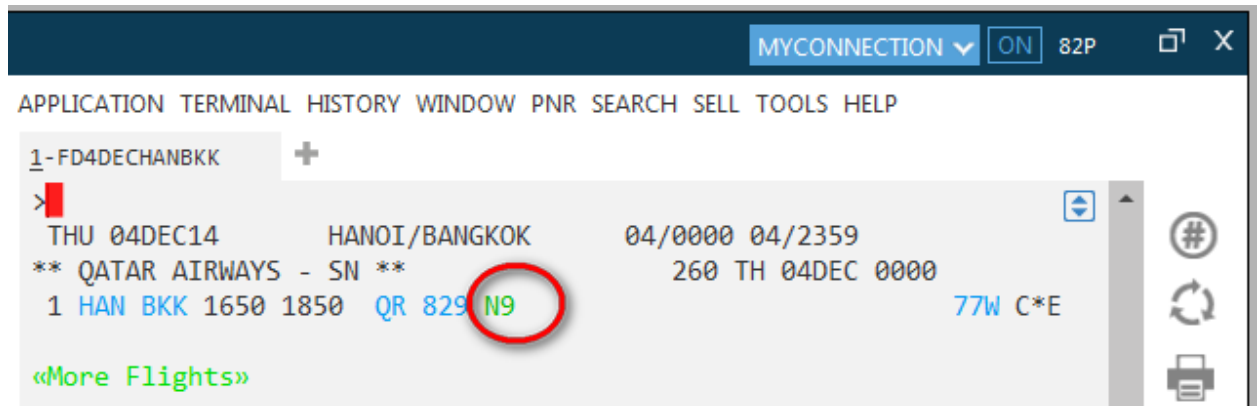 MYCONNECTION ON 82P X
APPLICATION TERMINAL HISTORY WINDOW PNR SEARCH SELL TOOLS HELP
1-FD4DECHANBKK +
>
THU 04DEC14 HANOI/BANGKOK 04/0000 04/2359
** QATAR AIRWAYS - SN ** 260 TH 04DEC 0000
1 HAN BKK 1650 1850 QR 829 N9 77W C*E
«More Flights»
#